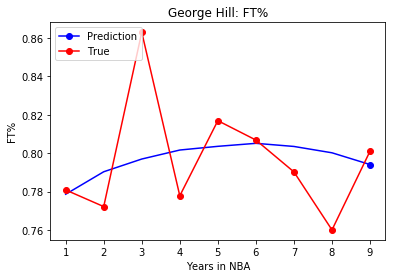 George Hill: FT%
Prediction
True
FT%
0.86
0.84
0.82
0.80
0.78
0.76
1 2 3 4 5 6 7 8 9
Years in NBA